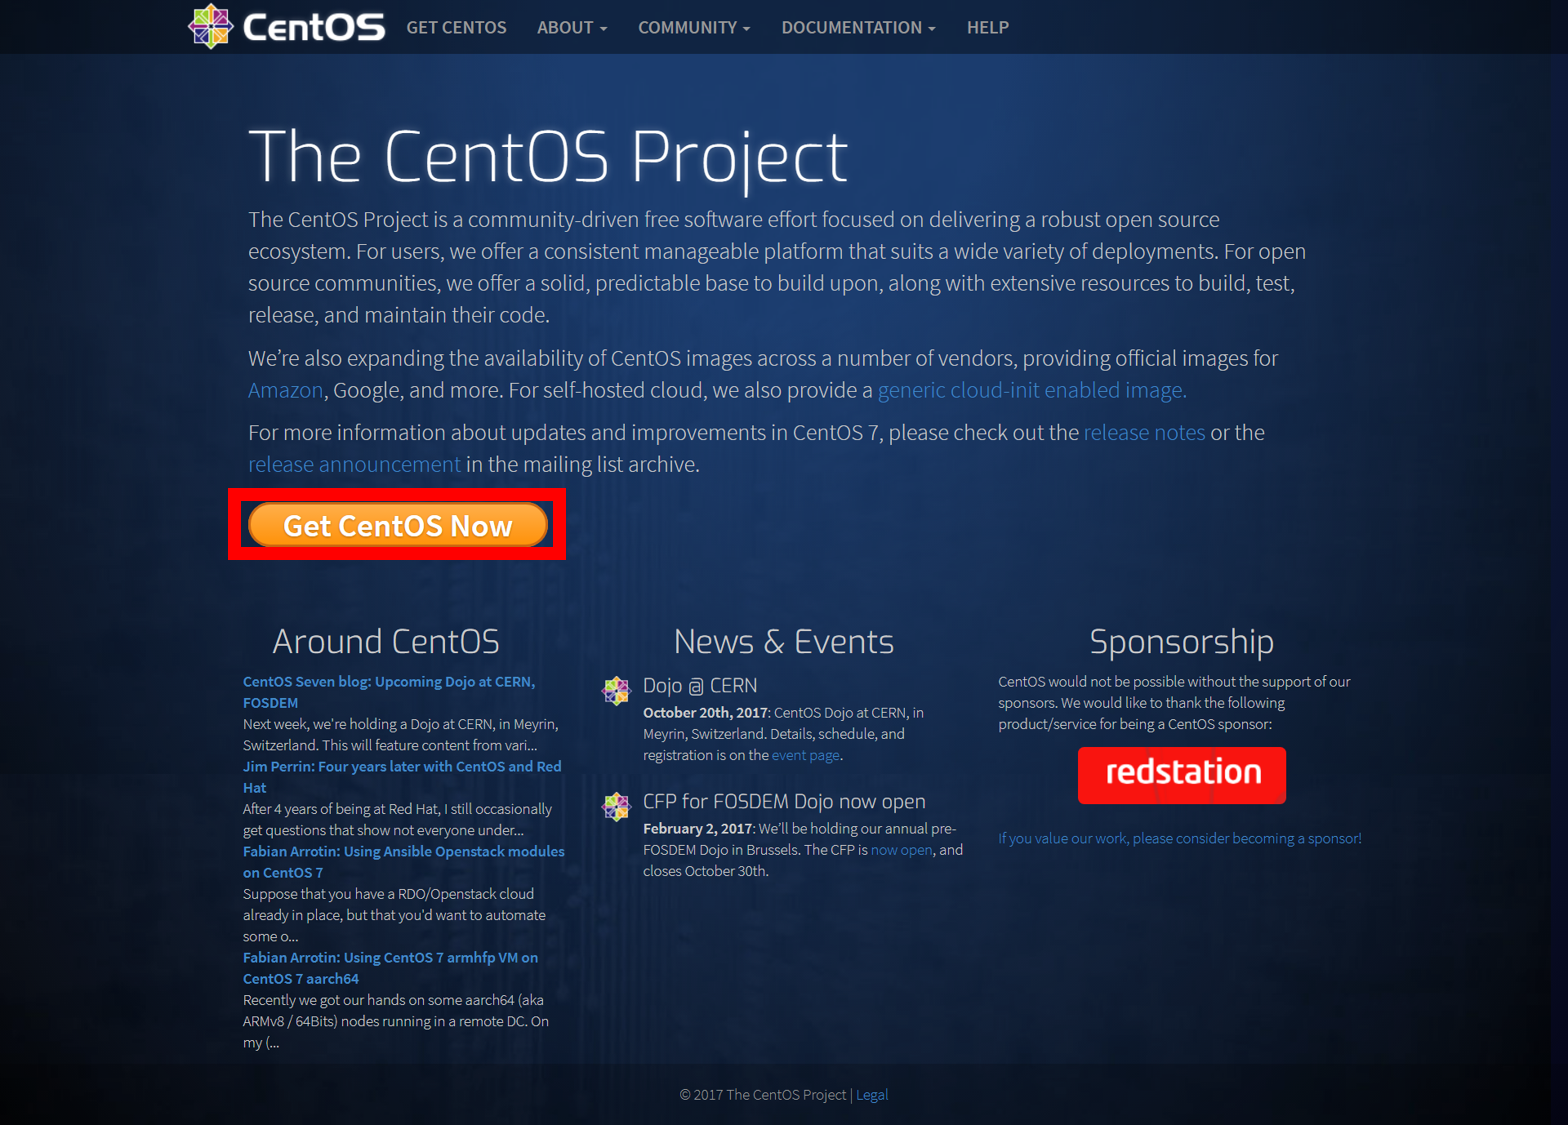 CentOS
GET CENTOS
ABOUT
COMMUNITY
DOCUMENTATION
HELP
The CentOS Project
The CentOS Project is a community-driven free software effort focused on delivering a robust open source
ecosystem. For users, we offer a consistent manageable platform that suits a wide variety of deployments. For open
source communities, we offer a solid, predictable base to build upon, along with extensive resources to build, test,
release, and maintain their code.
We’re also expanding the availability of CentOS images across a number of vendors, providing official images for
Amazon, Google, and more. For self-hosted cloud, we also provide a generic cloud-init enabled image.
For more information about updates and improvements in CentOS 7, please check out the release notes or the
release announcement in the mailing list archive.
Get CentOS Now
Around CentOS
CentOS Seven blog: Upcoming Dojo at CERN,
FOSDEM
Next week, we're holding a Dojo at CERN, in Meyrin,
Switzerland. This will feature content from vari...
Jim Perrin: Four years later with CentOS and Red
Hat
After 4 years of being at Red Hat, I still occasionally
get questions that show not everyone under...
Fabian Arrotin: Using Ansible Openstack modules
on CentOS 7
Suppose that you have a RDO/Openstack cloud
already in place, but that you'd want to automate
some o...
Fabian Arrotin: Using CentOS 7 armhfp VM on
CentOS 7 aarch64
Recently we got our hands on some aarch64 (aka
ARMv8 / 64Bits) nodes running in a remote DC. On
my (...
News & Events
Dojo @ CERN
October 20th, 2017: CentOS Dojo at CERN, in
Meyrin, Switzerland. Details, schedule, and
registration is on the event page.
CFP for FOSDEM Dojo now open
February 2, 2017: We’ll be holding our annual pre-
FOSDEM Dojo in Brussels. The CFP is now open, and
closes October 30th.
Sponsorship
CentOS would not be possible without the support of our
sponsors. We would like to thank the following
product/service for being a CentOS sponsor:
redstation
If you value our work, please consider becoming a sponsor!
© 2017 The CentOS Project | Legal